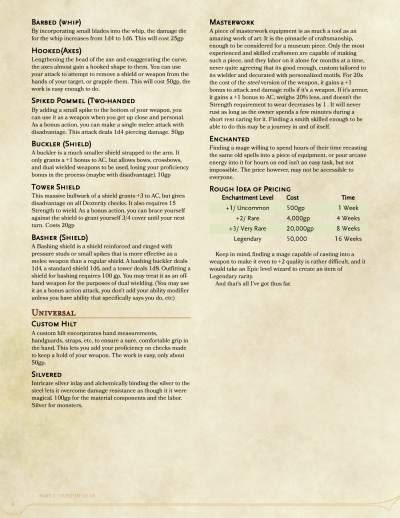 Barbed (whip)
By incorporating small blades into the whip, the damage die
for the whip increases from 1d4 to 1d6. This will cost 25gp
Hooked(Axes)
Lengthening the head of the axe and exaggerating the curve,
the axes almost gain a hooked shape to them. You can use
your attack to attempt to remove a shield or weapon from the
hands of your target, or grapple them. This will cost 50gp, the
work is easy enough to do.
Spiked Pommel (Two-handed)
By adding a small spike to the bottom of your weapon, you
can use it as a weapon when you get up close and personal.
As a bonus action, you can make a single melee attack with
disadvantage. This attack deals 1d4 piercing damage. 50gp
Buckler (Shield)
A buckler is a much smaller shield strapped to the arm. It
only grants a +1 bonus to AC, but allows bows, crossbows,
and dual wielded weapons to be used, losing your proficiency
bonus in the process (maybe with disadvantage). 10gp
Tower Shield
This massive bullwark of a shield grants +3 to AC, but gives
disadvantage on all Dexterity checks. It also requires 15
Strength to wield. As a bonus action, you can brace yourself
against the shield to grant yourself 3/4 cover until your next
turn. Costs 20gp
Basher (Shield)
A Bashing shield is a shield reinforced and ringed with
pressure studs or small spikes that is more effective as a
melee weapon than a regular shield. A bashing buckler deals
1d4, a standard shield 1d6, and a tower deals 1d8. Outfitting a
shield for bashing requires 100 gp. You may treat it as an off-
hand weapon for the purposes of dual wielding. (You may use
it as a bonus action attack, you don't add your ability modifier
unless you have ability that specifically says you do, etc)
Universal
Custom Hilt
A custom hilt encorporates hand measurements,
handguards, straps, etc, to ensure a sure, comfortable grip in
the hand. This lets you add your proficiency on checks made
to keep a hold of your weapon. The work is easy, only about
50gp.
Silvered
Intricate silver inlay and alchemically binding the silver to the
steel lets it overcome damage resistance as though it it were
magical. 100gp for the material components and the labor.
Silver for monsters.
Masterwork
A piece of masterwork equipment is as much a tool as an
amazing work of art. It is the pinnacle of craftsmanship,
enough to be considered for a museum piece. Only the most
experienced and skilled craftsmen are capable of making
such a piece, and they labor on it alone for months at a time,
never quite agreeing that its good enough, custom tailored to
its wielder and decorated with personalized motifs. For 20x
the cost of the steel version of the weapon, it gains a +1
bonus to attack and damage rolls if it's a weapon. If it's armor,
it gains a +1 bonus to AC, weighs 20% less, and doesn't the
Strength requirement to wear decreases by 1 . It will never
rust as long as the owner spends a few minutes during a
short rest caring for it. Finding a smith skilled enough to be
able to do this may be a journey in and of itself.
Enchanted
Finding a mage willing to spend hours of their time recasting
the same old spells into a piece of equipment, or pour arcane
energy into it for hours on end isn't an easy task, but not
impossible. The price however, may not be accessible to
everyone.
Rough Idea of Pricing
Enchantment Level Cost Time
+1/ Uncommon 500gp 1 Week
+2/ Rare 4,000gp 4 Weeks
+3/ Very Rare 20,000gp 8 Weeks
Legendary 50,000 16 Weeks
Keep in mind, finding a mage capable of casting into a
weapon to make it even to +2 quality is rather difficult, and it
would take an Epic level wizard to create an item of
Legendary rarity.
And that's all I've got thus far.